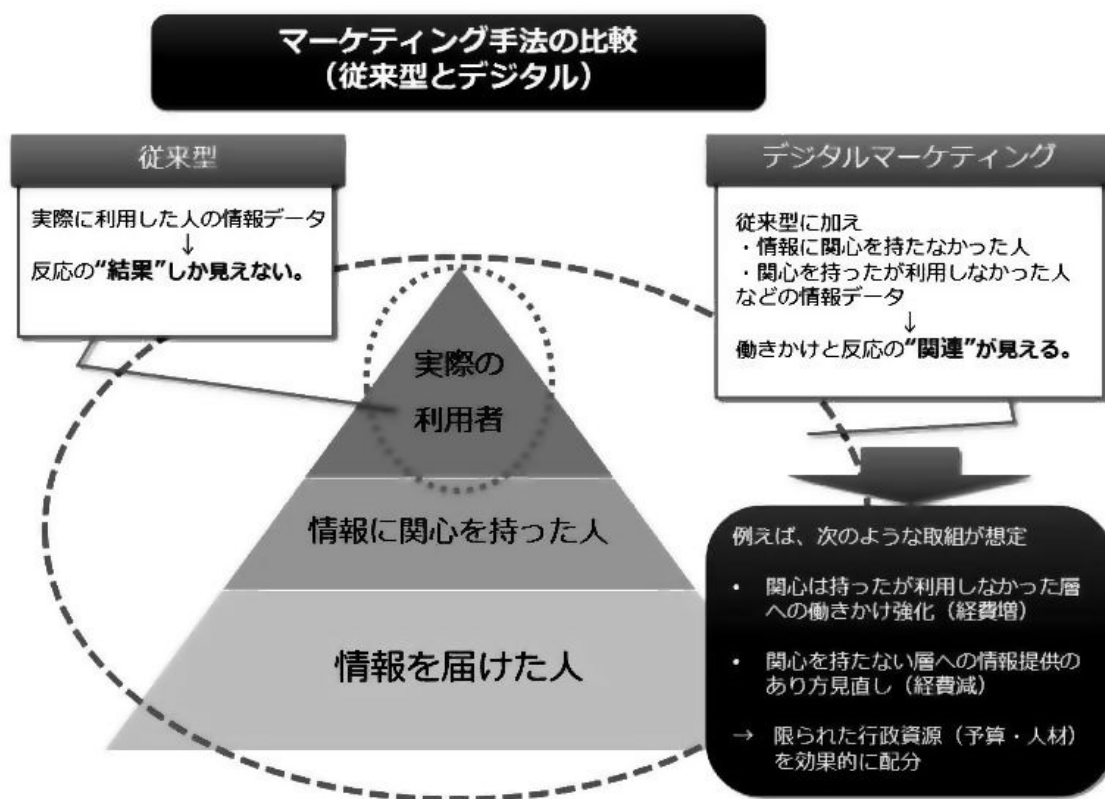 マーケティング手法の比較
(従来型とデジタル)
従来型
実際に利用した人の情報データ
↓
反応の“結果”しか見えない。
デジタルマーケティング
従来型に加え
・情報に関心を持たなかった人
・関心を持ったが利用しなかった人
などの情報データ
↓
働きかけと反応の“関連”が見える。
実際の
利用者
情報に関心を持った人
情報を届けた人
例えば、次のような取組が想定
• 関心は持ったが利用しなかった層
への働きかけ強化(経費増)
• 関心を持たない層への情報提供の
あり方見直し(経費減)
→ 限られた行政資源(予算・人材)
を効果的に配分